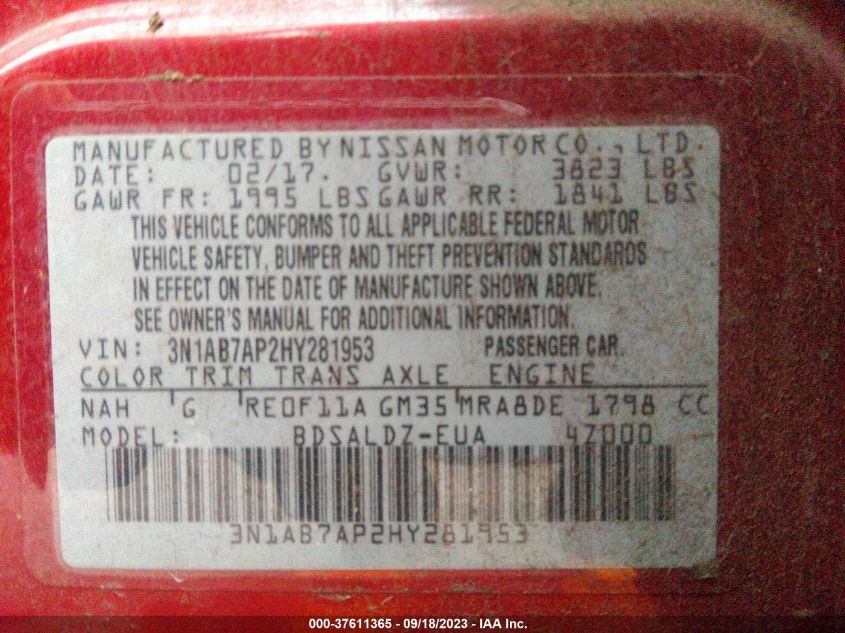 MANUFACTURED BY NISSAN MOTOR CO., LTD.
DATE: 02/17. GVWR: 3823 LBS
GAWR FR: 1995 LBS GAWR RR: 1841 LBS
THIS VEHICLE CONFORMS TO ALL APPLICABLE FEDERAL MOTOR
VEHICLE SAFETY, BUMPER AND THEFT PREVENTION STANDARDS
IN EFFECT ON THE DATE OF MANUFACTURE SHOWN ABOVE.
SEE OWNER'S MANUAL FOR ADDITIONAL INFORMATION.
VIN: 3N1AB7AP2HY281953 PASSENGER CAR.
COLOR TRIM TRANS AXLE ENGINE
NAH G RE0F11A GM35 MRA8DE 1798 CC
MODEL: BDSALDZ-EUA 4Z000
3N1AB7AP2HY281953
000-37611365 - 09/18/2023 - IAA Inc.